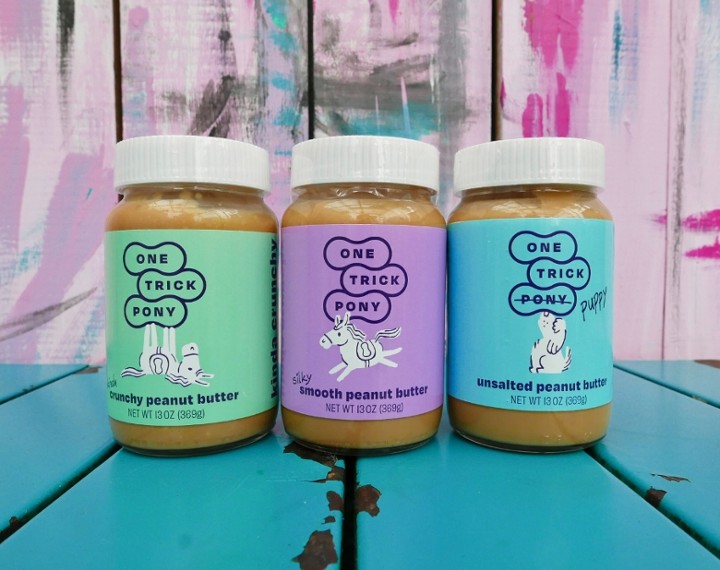 ONE
TRICK
PONY
crunchy peanut butter
NET WT 13 OZ (369g)
kinda crunchy
ONE
TRICK
PONY
silky
smooth peanut butter
NET WT 13 OZ (369g)
ONE
TRICK
PONY
puppy
unsalted peanut butter
NET WT 13 OZ (369g)